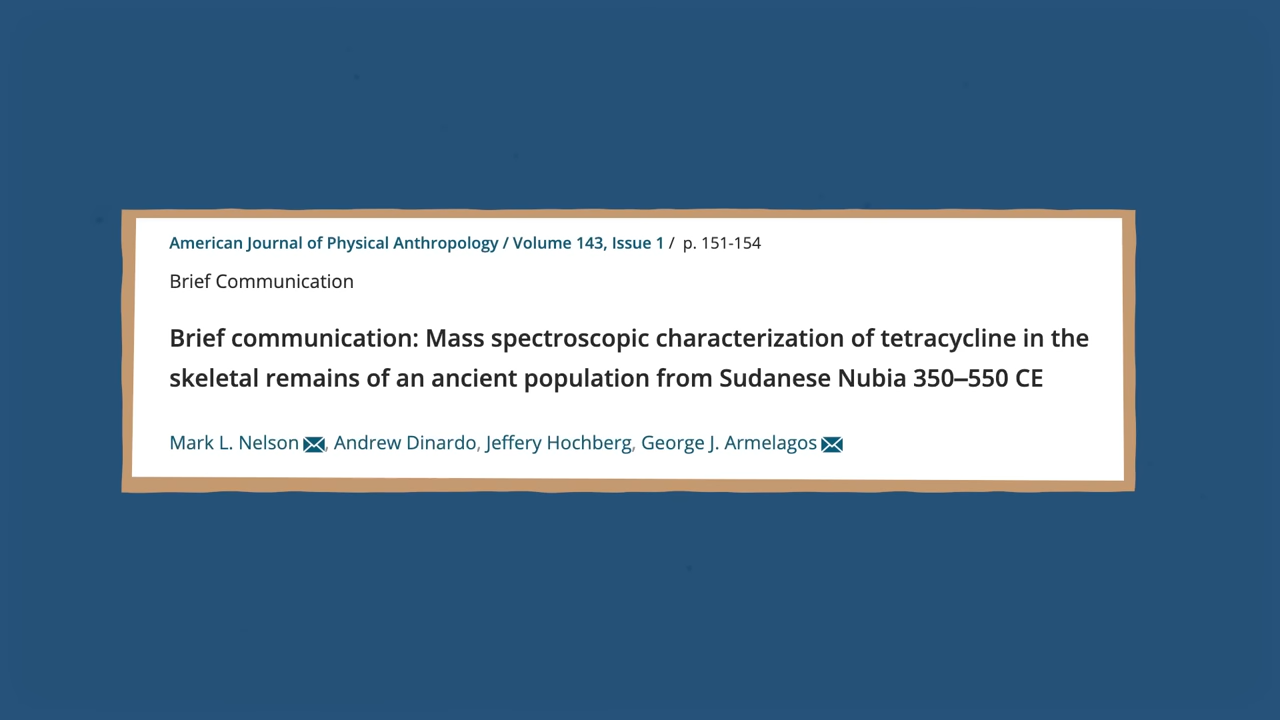 American Journal of Physical Anthropology / Volume 143, Issue 1 / p. 151-154
Brief Communication
Brief communication: Mass spectroscopic characterization of tetracycline in the
skeletal remains of an ancient population from Sudanese Nubia 350–550 CE
Mark L. Nelson, Andrew Dinardo, Jeffery Hochberg, George J. Armelagos